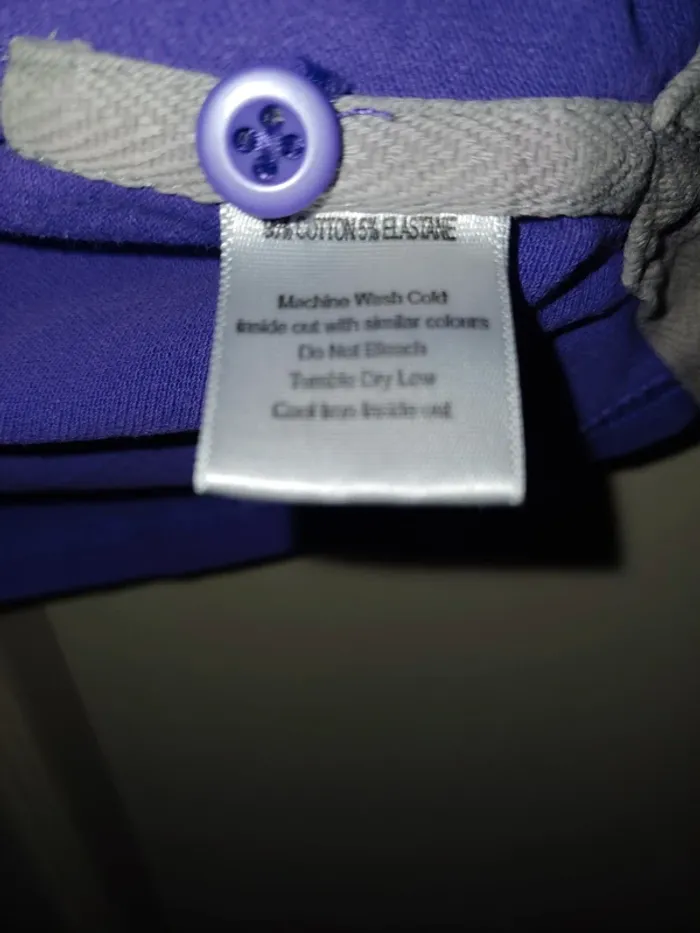 COTTON 5% ELASTANE
Machine Wash Cold
Inside out with similar colours
Do Not Bleach
Tumble Dry Low
Cool Iron Inside out